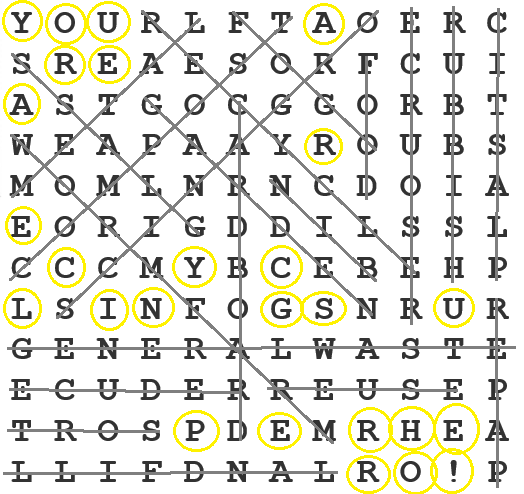 Y O U R L F T A O E R C
S R E A E S O R F C U I
A S T G O C G G O R B T
W E A P A A Y R O U B S
M O M L N R N C D O I A
E O R I G D D I L S S L
C C C M Y B C E B E H P
L S I N F O G S N R U R
G E N E R A L W A S T E
E C U D E R R E U S E P
T R O S P D E M R H E A
L L I F D N A L R O ! P